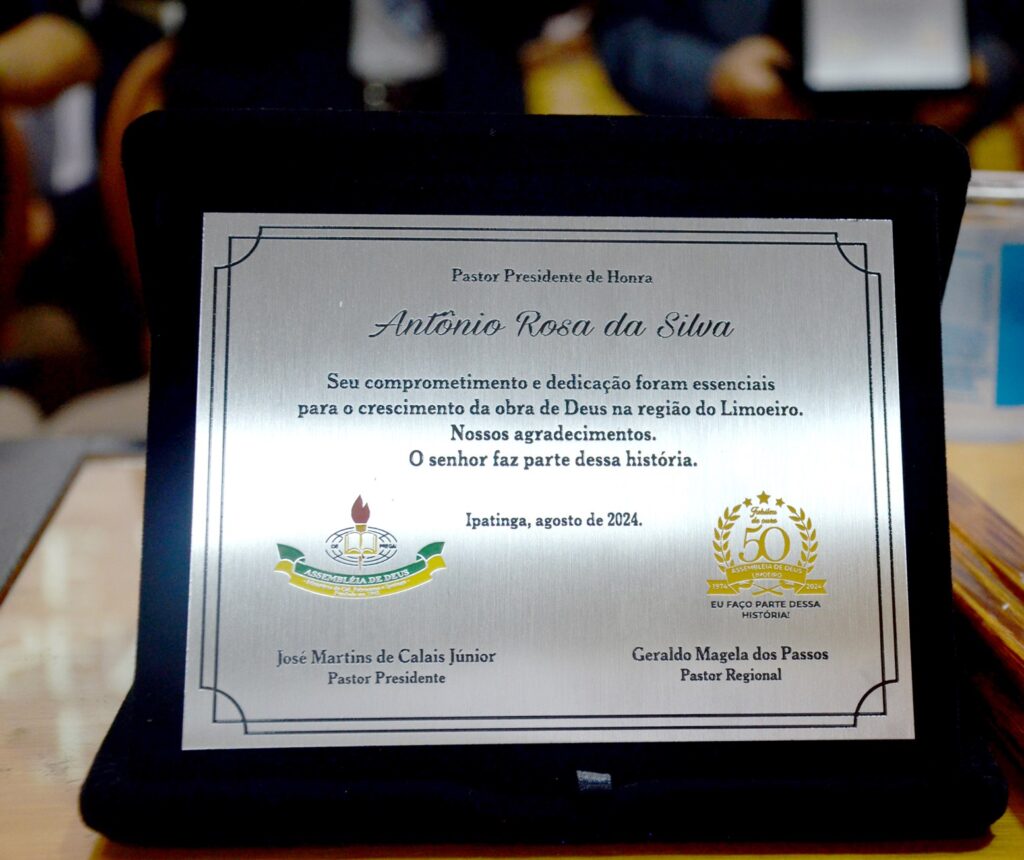 Pastor Presidente de Honra
Antônio Rosa da Silva
Seu comprometimento e dedicação foram essenciais
para o crescimento da obra de Deus na região do Limoeiro.
Nossos agradecimentos.
O senhor faz parte dessa história.
Ipatinga, agosto de 2024.
ASSEMBLÉIA DE DEUS
Jubileu
de ouro
50
ASSEMBLEIA DE DEUS
LIMOEIRO
1974 2024
EU FAÇO PARTE DESSA
HISTÓRIA!
José Martins de Calais Júnior
Pastor Presidente
Geraldo Magela dos Passos
Pastor Regional